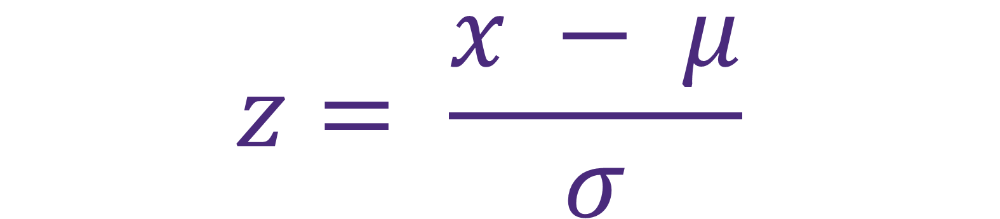 z = (x − μ) / σ